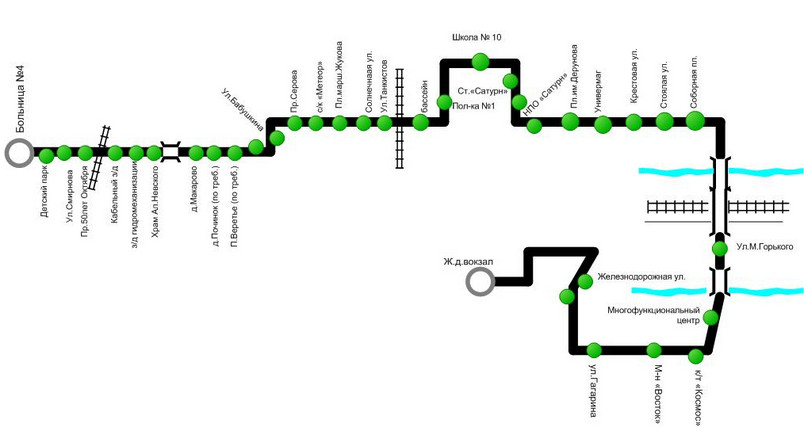 Больница №4
Детский парк
Ул.Смирнова
Пр.50лет Октября
Кабельный з/д
з/д гидромеханизации
Храм Ал.Невского
д.Макарово
д.Починок (по треб.)
П.Веретье (по треб.)
Ул.Бабушкина
Пр.Серова
с/к «Метеор»
Пл.марш.Жукова
Солнечнаая ул.
Ул.Танкистов
бассейн
Пол-ка №1
Школа № 10
Ст.«Сатурн»
НПО «Сатурн»
Пл.им.Дерунова
Универмаг
Крестовая ул.
Стоялая ул.
Соборная пл.
Ул.М.Горького
Многофункциональный
центр
к/т «Космос»
М-н «Восток»
ул.Гагарина
Железнодорожная ул.
Ж.д.вокзал